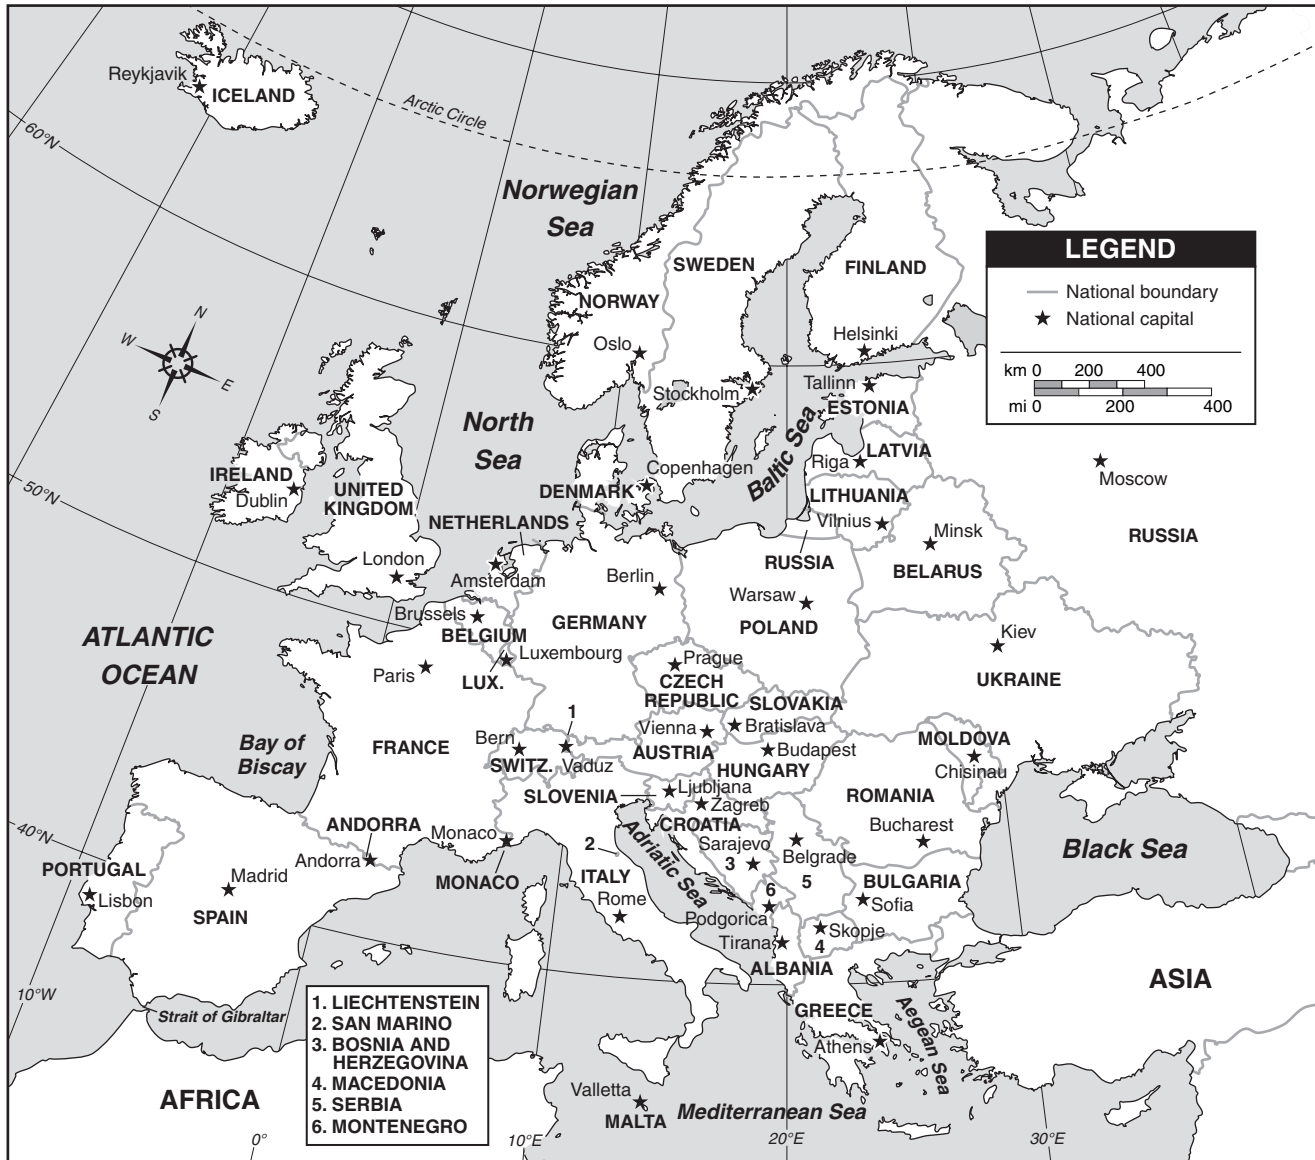 Reykjavik
ICELAND
Arctic Circle
60°N
Norwegian
Sea
SWEDEN
FINLAND
NORWAY
Oslo
Helsinki
Stockholm
Tallinn
ESTONIA
LEGEND
National boundary
National capital
km 0 200 400
mi 0 200 400
N
W
E
S
North
Sea
Baltic Sea
LATVIA
Riga
Copenhagen
DENMARK
LITHUANIA
Vilnius
Moscow
RUSSIA
IRELAND
Dublin
UNITED
KINGDOM
50°N
NETHERLANDS
Minsk
BELARUS
RUSSIA
London
Amsterdam
Berlin
Warsaw
POLAND
Brussels
BELGIUM
GERMANY
Kiev
UKRAINE
ATLANTIC
OCEAN
Paris
Luxembourg
LUX.
Prague
CZECH
REPUBLIC
SLOVAKIA
Bratislava
1
Vienna
AUSTRIA
Bay of
Biscay
FRANCE
Bern
SWITZ.
Vaduz
Budapest
HUNGARY
MOLDOVA
Chisinau
SLOVENIA
Ljubljana
Zagreb
CROATIA
ROMANIA
Bucharest
40°N
ANDORRA
Andorra
Monaco
MONACO
2
ITALY
Rome
Adriatic Sea
Sarajevo
3
Belgrade
5
Black Sea
PORTUGAL
Lisbon
Madrid
SPAIN
6
Podgorica
BULGARIA
Sofia
Skopje
4
Tirana
ALBANIA
ASIA
10°W
Strait of Gibraltar
GREECE
Athens
Aegean Sea
1. LIECHTENSTEIN
2. SAN MARINO
3. BOSNIA AND
HERZEGOVINA
4. MACEDONIA
5. SERBIA
6. MONTENEGRO
AFRICA
Valletta
MALTA
Mediterranean Sea
0°
10°E
20°E
30°E